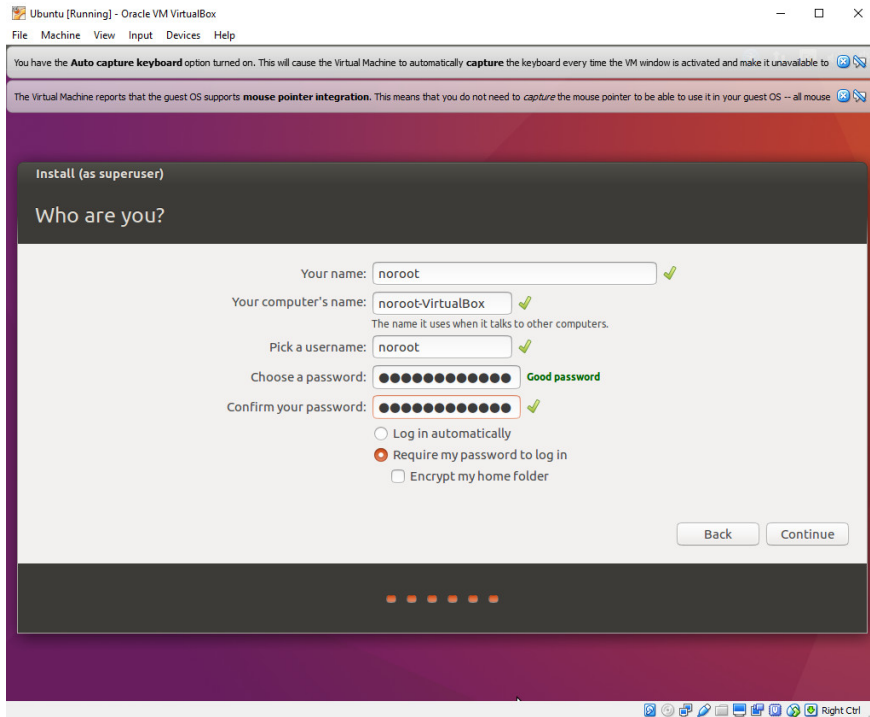 Ubuntu [Running] - Oracle VM VirtualBox
File Machine View Input Devices Help
You have the Auto capture keyboard option turned on. This will cause the Virtual Machine to automatically capture the keyboard every time the VM window is activated and make it unavailable to
The Virtual Machine reports that the guest OS supports mouse pointer integration. This means that you do not need to capture the mouse pointer to be able to use it in your guest OS -- all mouse
Install (as superuser)
Who are you?
Your name: noroot
Your computer's name: noroot-VirtualBox
The name it uses when it talks to other computers.
Pick a username: noroot
Choose a password: ●●●●●●●●●●●● Good password
Confirm your password: ●●●●●●●●●●●●
Log in automatically
Require my password to log in
Encrypt my home folder
Back Continue
Right Ctrl